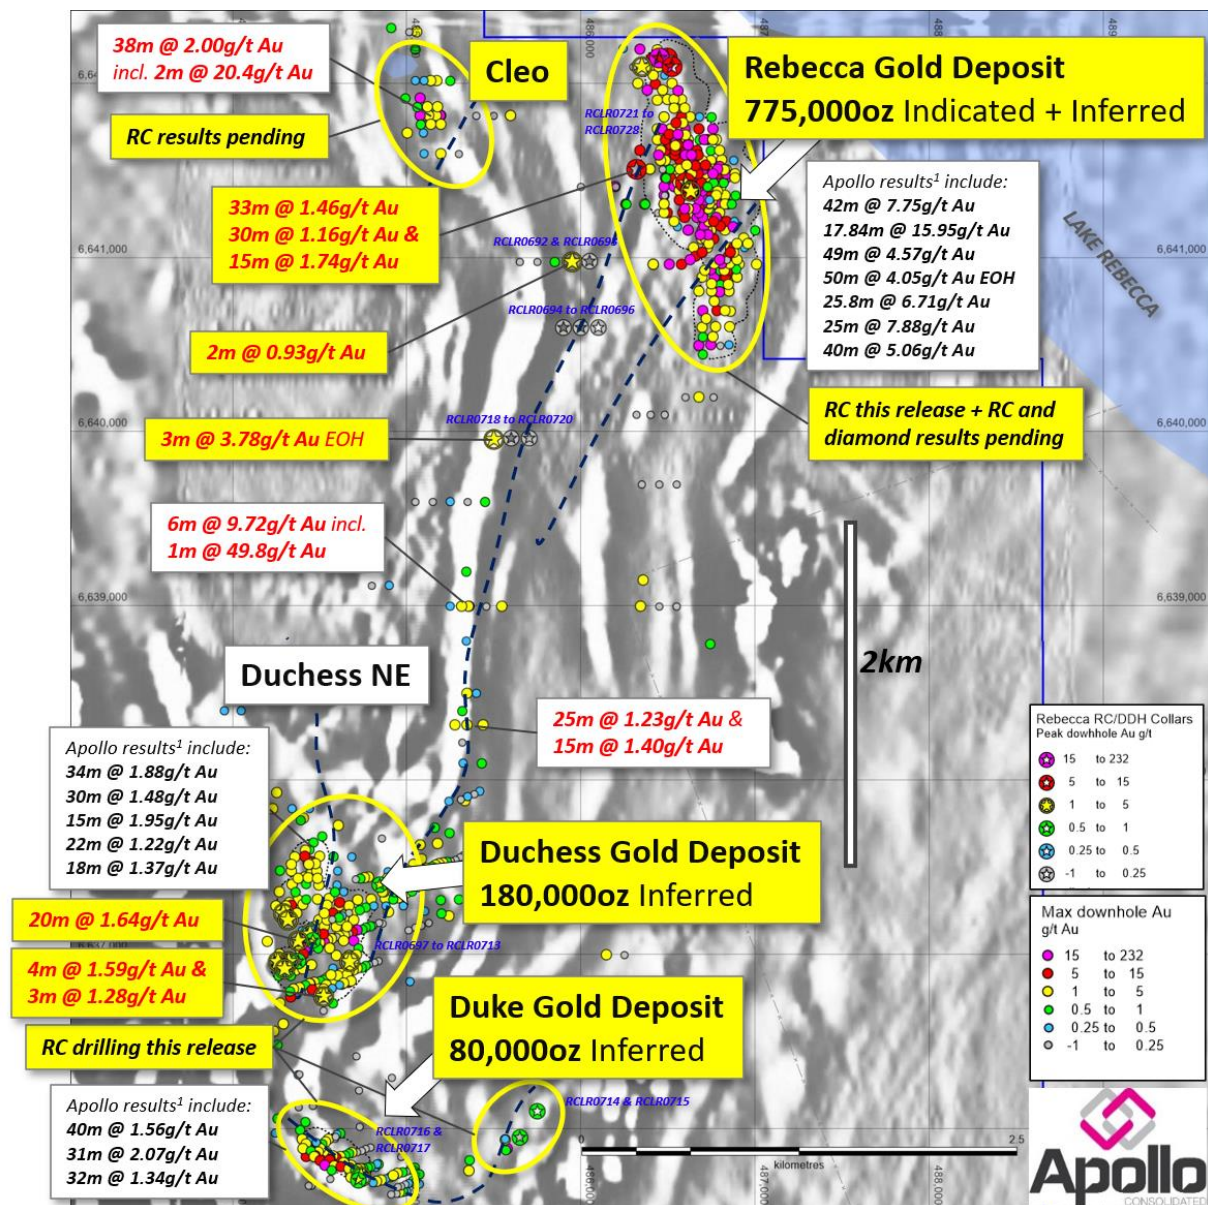 38m @ 2.00g/t Au
incl. 2m @ 20.4g/t Au
Cleo
RC results pending
486,000
Rebecca Gold Deposit
775,000oz Indicated + Inferred
RCLR0721 to
RCLR0728
Apollo results¹ include:
42m @ 7.75g/t Au
17.84m @ 15.95g/t Au
49m @ 4.57g/t Au
50m @ 4.05g/t Au EOH
25.8m @ 6.71g/t Au
25m @ 7.88g/t Au
40m @ 5.06g/t Au
LAKE REBECCA
33m @ 1.46g/t Au
30m @ 1.16g/t Au &
15m @ 1.74g/t Au
6,641,000
6,641,000
RCLR0692 & RCLR0693
RCLR0694 to RCLR0696
2m @ 0.93g/t Au
RC this release + RC and
diamond results pending
RCLR0718 to RCLR0720
3m @ 3.78g/t Au EOH
6,640,000
6,640,000
6m @ 9.72g/t Au incl.
1m @ 49.8g/t Au
6,639,000
6,639,000
2km
Duchess NE
25m @ 1.23g/t Au &
15m @ 1.40g/t Au
Apollo results¹ include:
34m @ 1.88g/t Au
30m @ 1.48g/t Au
15m @ 1.95g/t Au
22m @ 1.22g/t Au
18m @ 1.37g/t Au
Duchess Gold Deposit
180,000oz Inferred
20m @ 1.64g/t Au
RCLR0697 to RCLR0713
4m @ 1.59g/t Au &
3m @ 1.28g/t Au
Duke Gold Deposit
80,000oz Inferred
RC drilling this release
RCLR0714 & RCLR0715
RCLR0716 &
RCLR0717
Apollo results¹ include:
40m @ 1.56g/t Au
31m @ 2.07g/t Au
32m @ 1.34g/t Au
0
2.5
kilometres
486,000
487,000
488,000
Rebecca RC/DDH Collars
Peak dowhhole Au g/t
15 to 232
5 to 15
1 to 5
0.5 to 1
0.25 to 0.5
-1 to 0.25
Max downhole Au
g/t Au
15 to 232
5 to 15
1 to 5
0.5 to 1
0.25 to 0.5
-1 to 0.25
Apollo
CONSOLIDATED